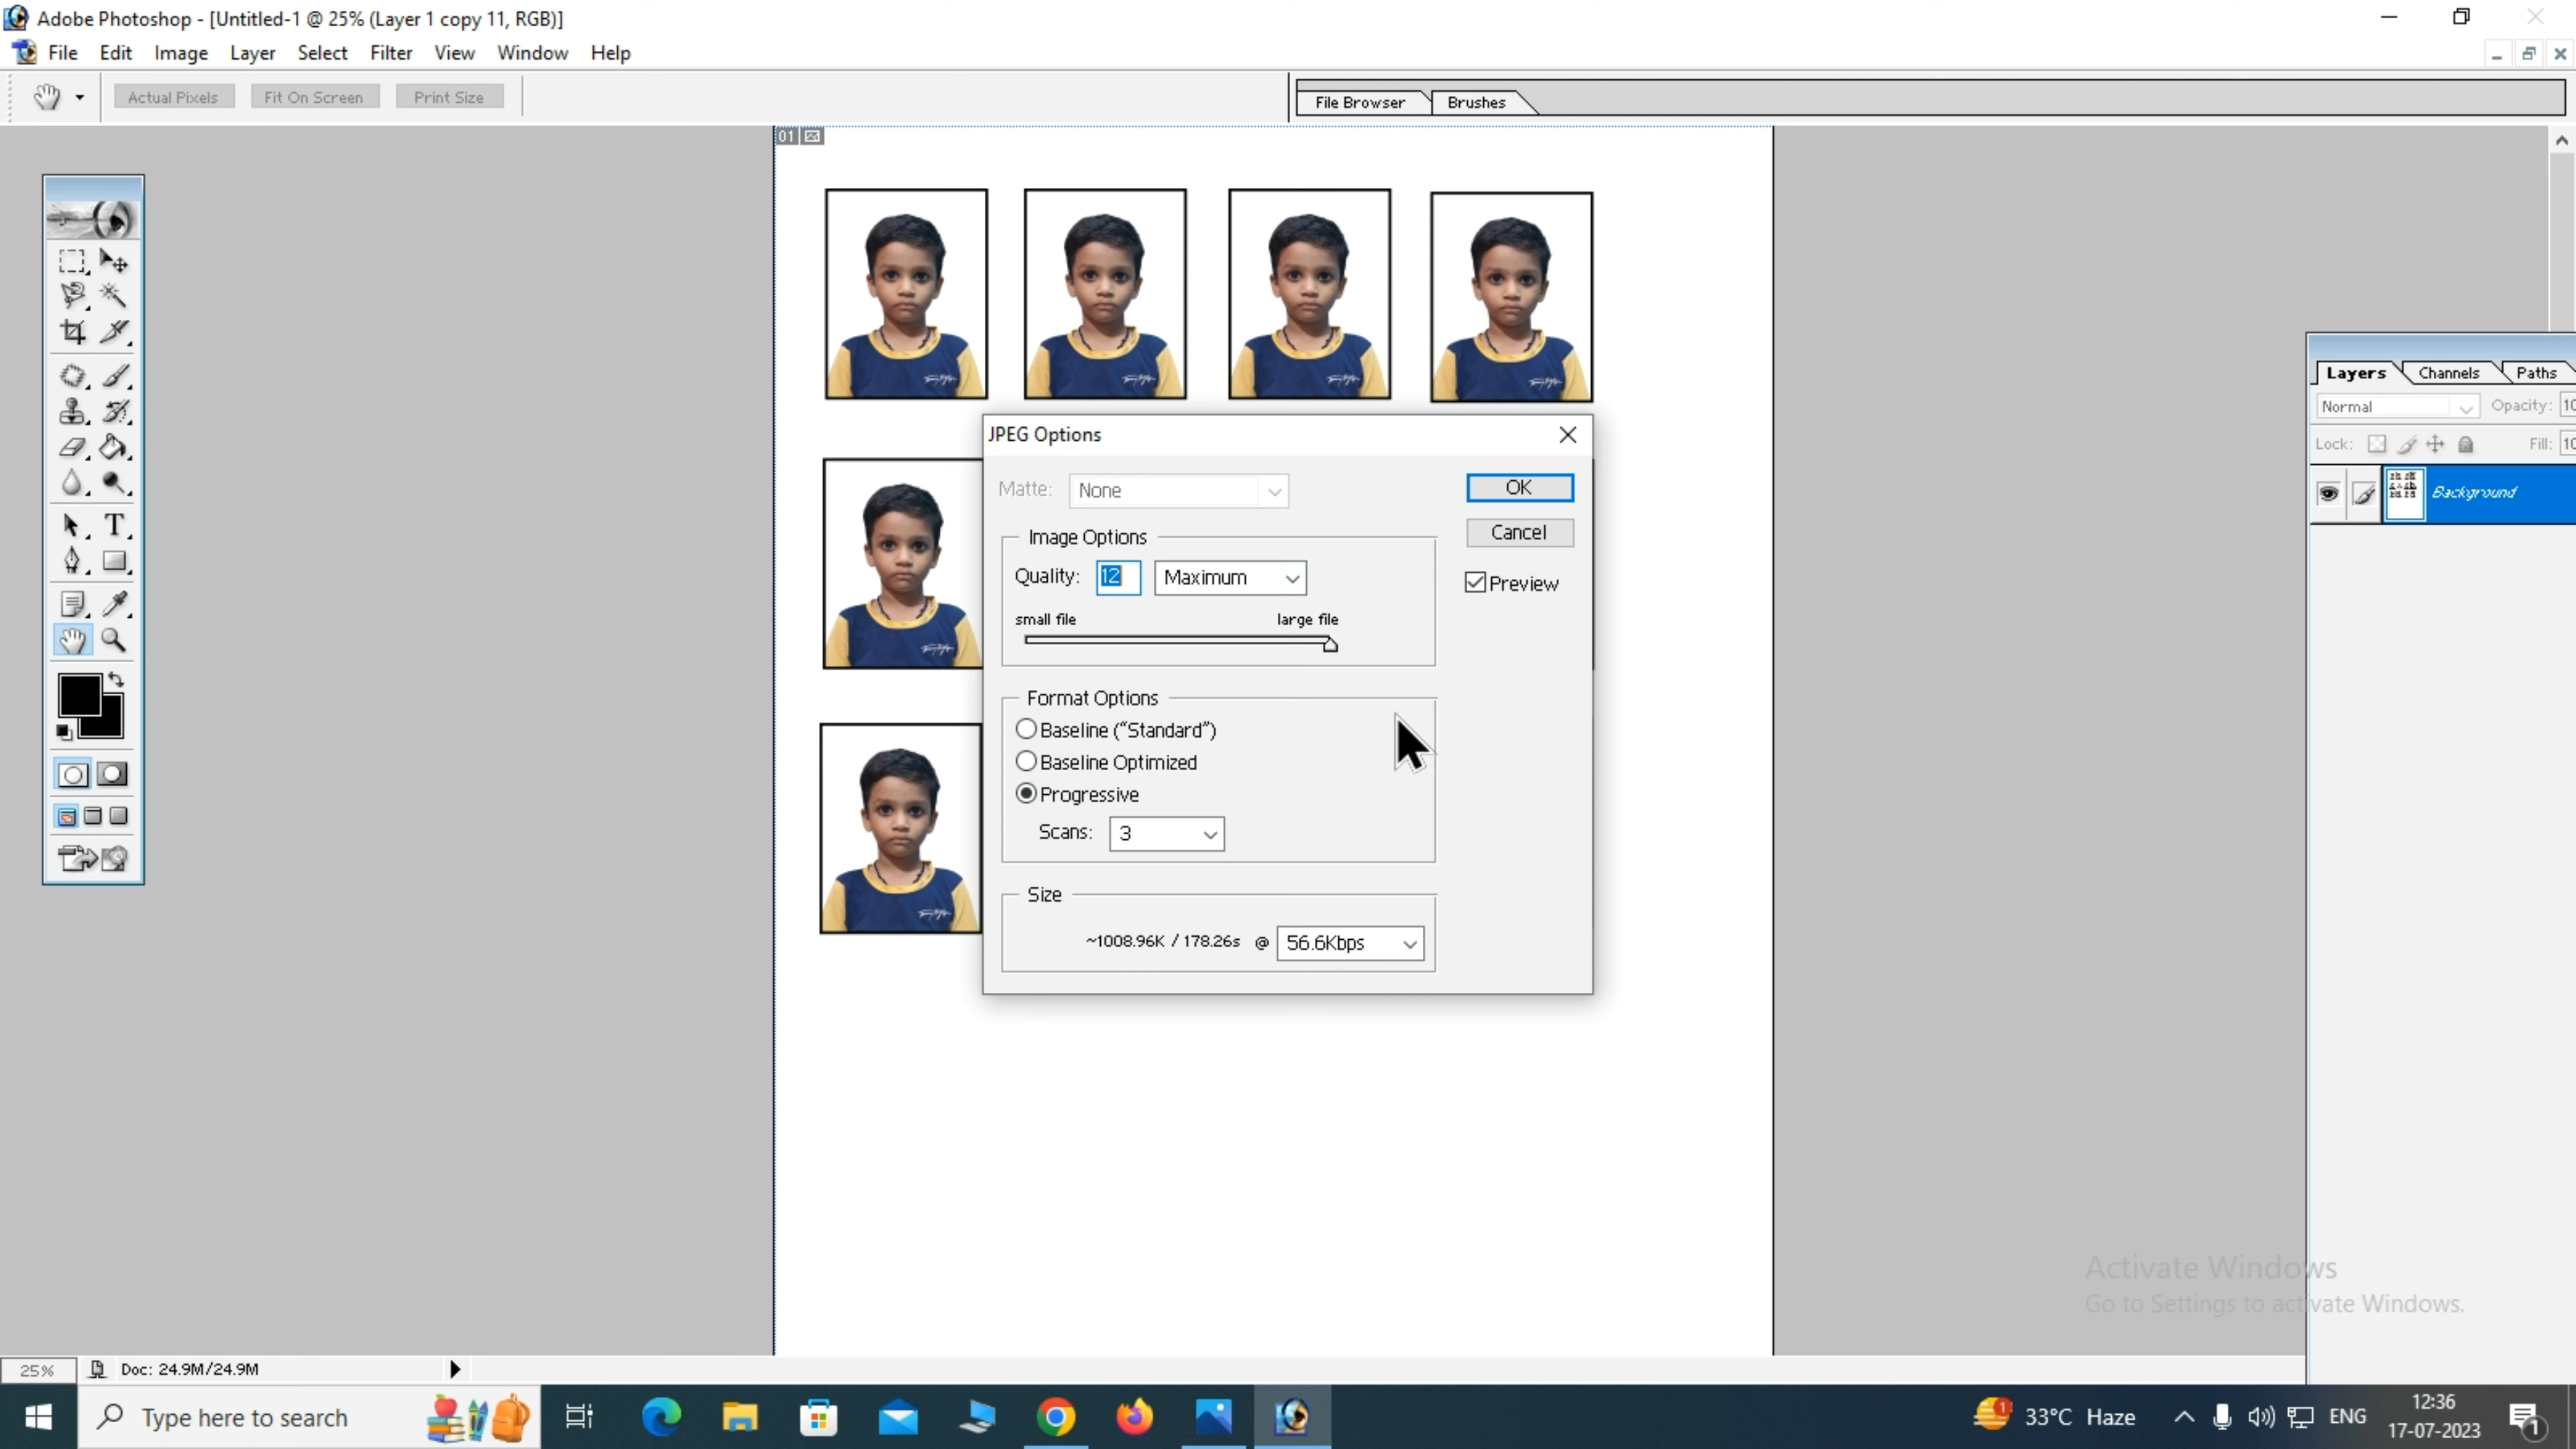 Adobe Photoshop - [Untitled-1 @ 25% (Layer 1 copy 11, RGB)]
File Edit Image Layer Select Filter View Window Help
Actual Pixels Fit On Screen Print Size
File Browser Brushes
01
Layers Channels Paths
Normal Opacity: 10
Lock: Fill: 10
Background
JPEG Options
Matte: None
OK
Cancel
Preview
Image Options
Quality: 12 Maximum
small file large file
Format Options
Baseline (“Standard”)
Baseline Optimized
Progressive
Scans: 3
Size
~1008.96K / 178.26s @ 56.6Kbps
Activate Windows
Go to Settings to activate Windows.
25% Doc: 24.9M/24.9M
Type here to search
33°C Haze
ENG
12:36
17-07-2023
1